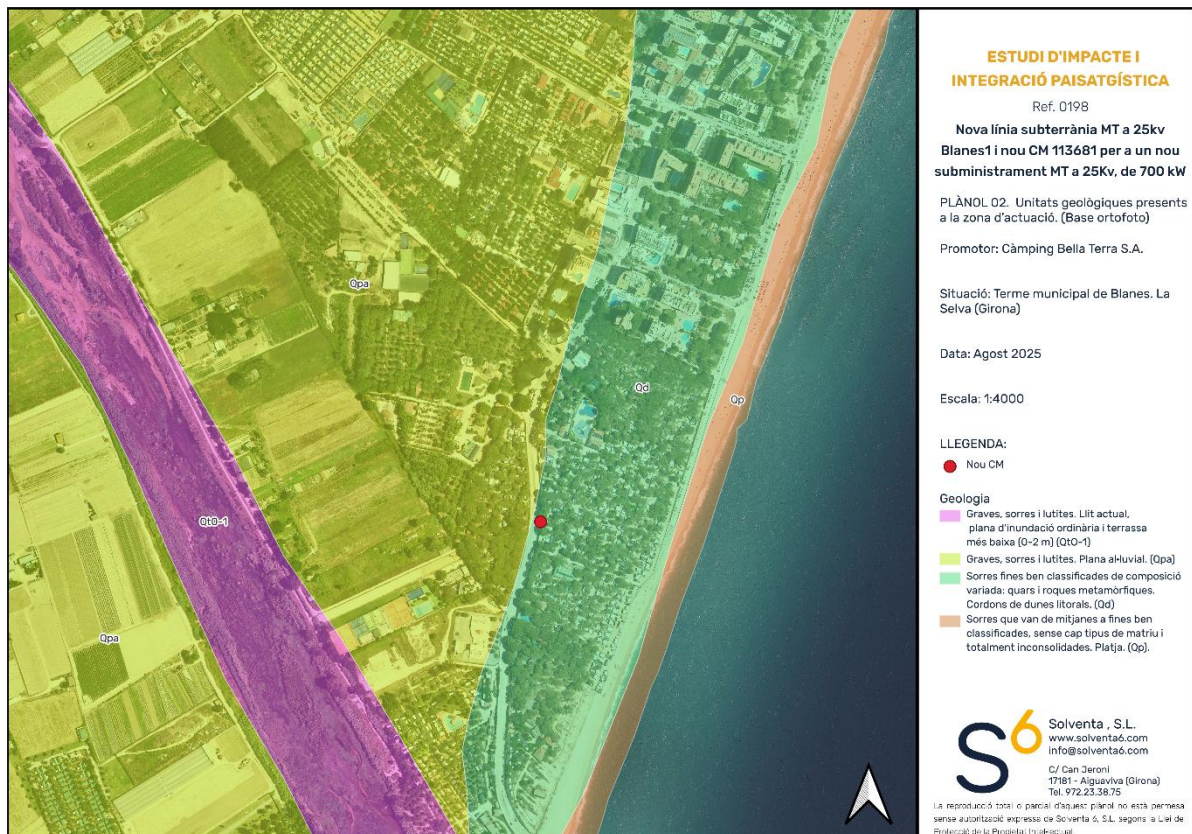 Qpa
Qd
Qp
Qt0-1
Qpa
ESTUDI D'IMPACTE I
INTEGRACIÓ PAISATGÍSTICA
Ref. 0198
Nova línia subterrània MT a 25kv
Blanes1 i nou CM 113681 per a un nou
subministrament MT a 25Kv, de 700 kW
PLÀNOL 02. Unitats geològiques presents
a la zona d'actuació. (Base ortofoto)
Promotor: Càmping Bella Terra S.A.
Situació: Terme municipal de Blanes. La
Selva (Girona)
Data: Agost 2025
Escala: 1:4000
LLEGENDA:
Nou CM
Geologia
Graves, sorres i lutites. Llit actual,
plana d'inundació ordinària i terrassa
més baixa (0-2 m) (Qt0-1)
Graves, sorres i lutites. Plana al·luvial. (Qpa)
Sorres fines ben classificades de composició
variada; quars i roques metamòrfiques.
Cordons de dunes litorals. (Qd)
Sorres que van de mitjanes a fines ben
classificades, sense cap tipus de matriu i
totalment inconsolidades. Platja. (Qp).
S6
Solventa , S.L.
www.solventa6.com
info@solventa6.com
C/ Can Jeroni
17181 - Aiguaviva (Girona)
Tel. 972.23.38.75
La reproducció total o parcial d'aquest plànol no està permesa
sense autorització expressa de Solventa 6, S.L. segons la Llei de
Protecció de la Propietat Intel·lectual